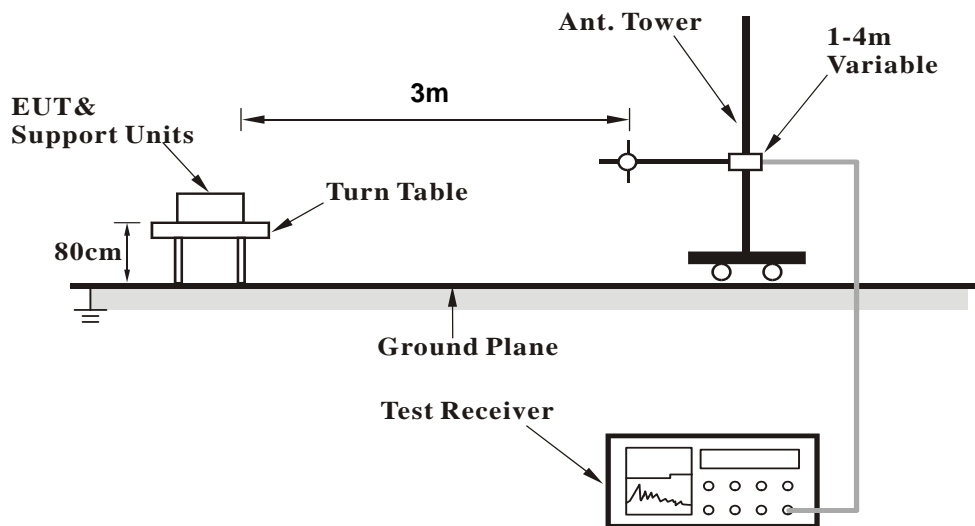 Ant. Tower
1-4m
Variable
3m
EUT&
Support Units
Turn Table
80cm
Ground Plane
Test Receiver